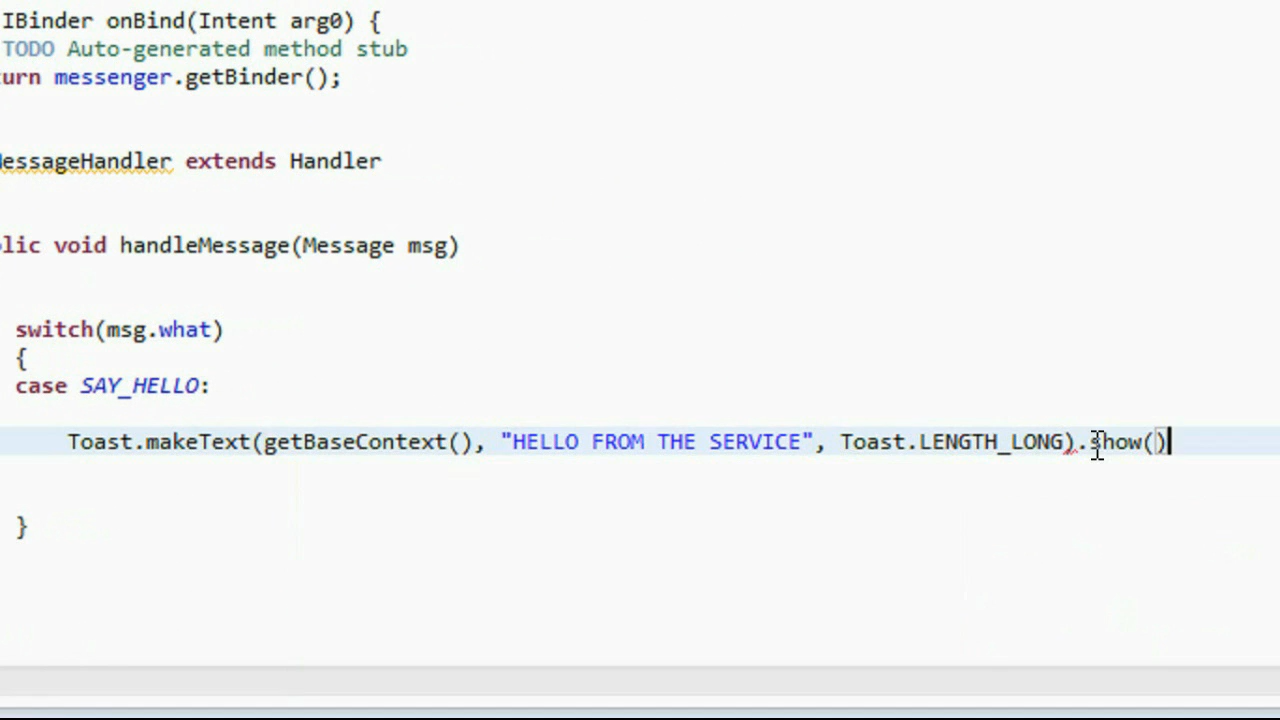 IBinder onBind(Intent arg0) {
TODO Auto-generated method stub
urn messenger.getBinder();
essageHandler extends Handler
lic void handleMessage(Message msg)
switch(msg.what)
{
case SAY_HELLO:
Toast.makeText(getBaseContext(), "HELLO FROM THE SERVICE", Toast.LENGTH_LONG).show()
}